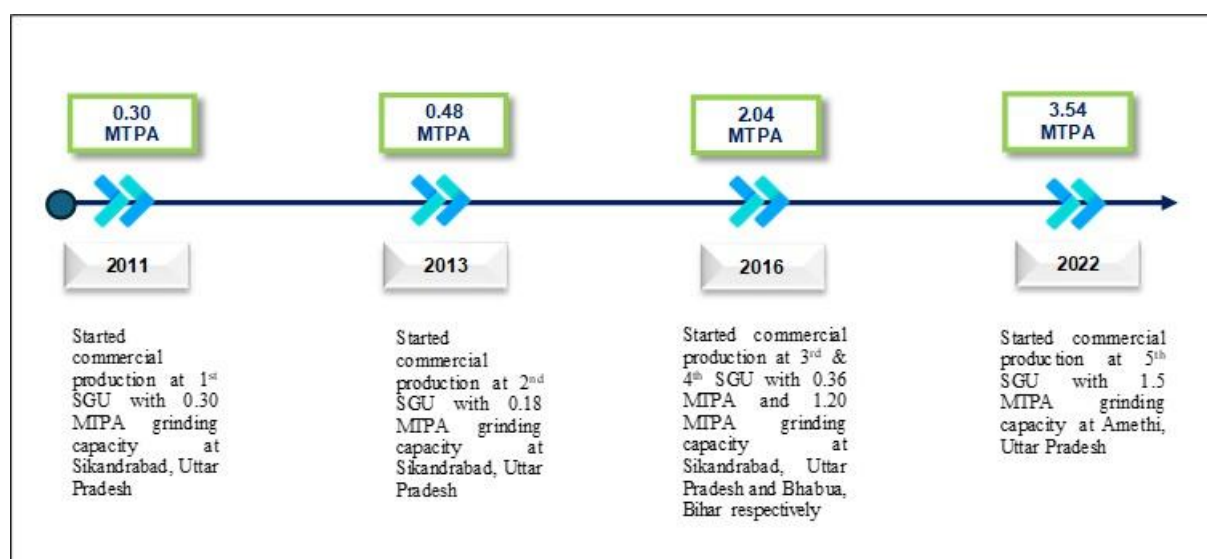 0.30
MTPA
0.48
MTPA
2.04
MTPA
3.54
MTPA
2011
2013
2016
2022
Started
commercial
production at 1st
SGU with 0.30
MTPA grinding
capacity at
Sikandrabad, Uttar
Pradesh
Started
commercial
production at 2nd
SGU with 0.18
MTPA grinding
capacity at
Sikandrabad, Uttar
Pradesh
Started commercial
production at 3rd &
4th SGU with 0.36
MTPA and 1.20
MTPA grinding
capacity at
Sikandrabad, Uttar
Pradesh and Bhabua,
Bihar respectively
Started commercial
production at 5th
SGU with 1.5
MTPA grinding
capacity at Amethi,
Uttar Pradesh